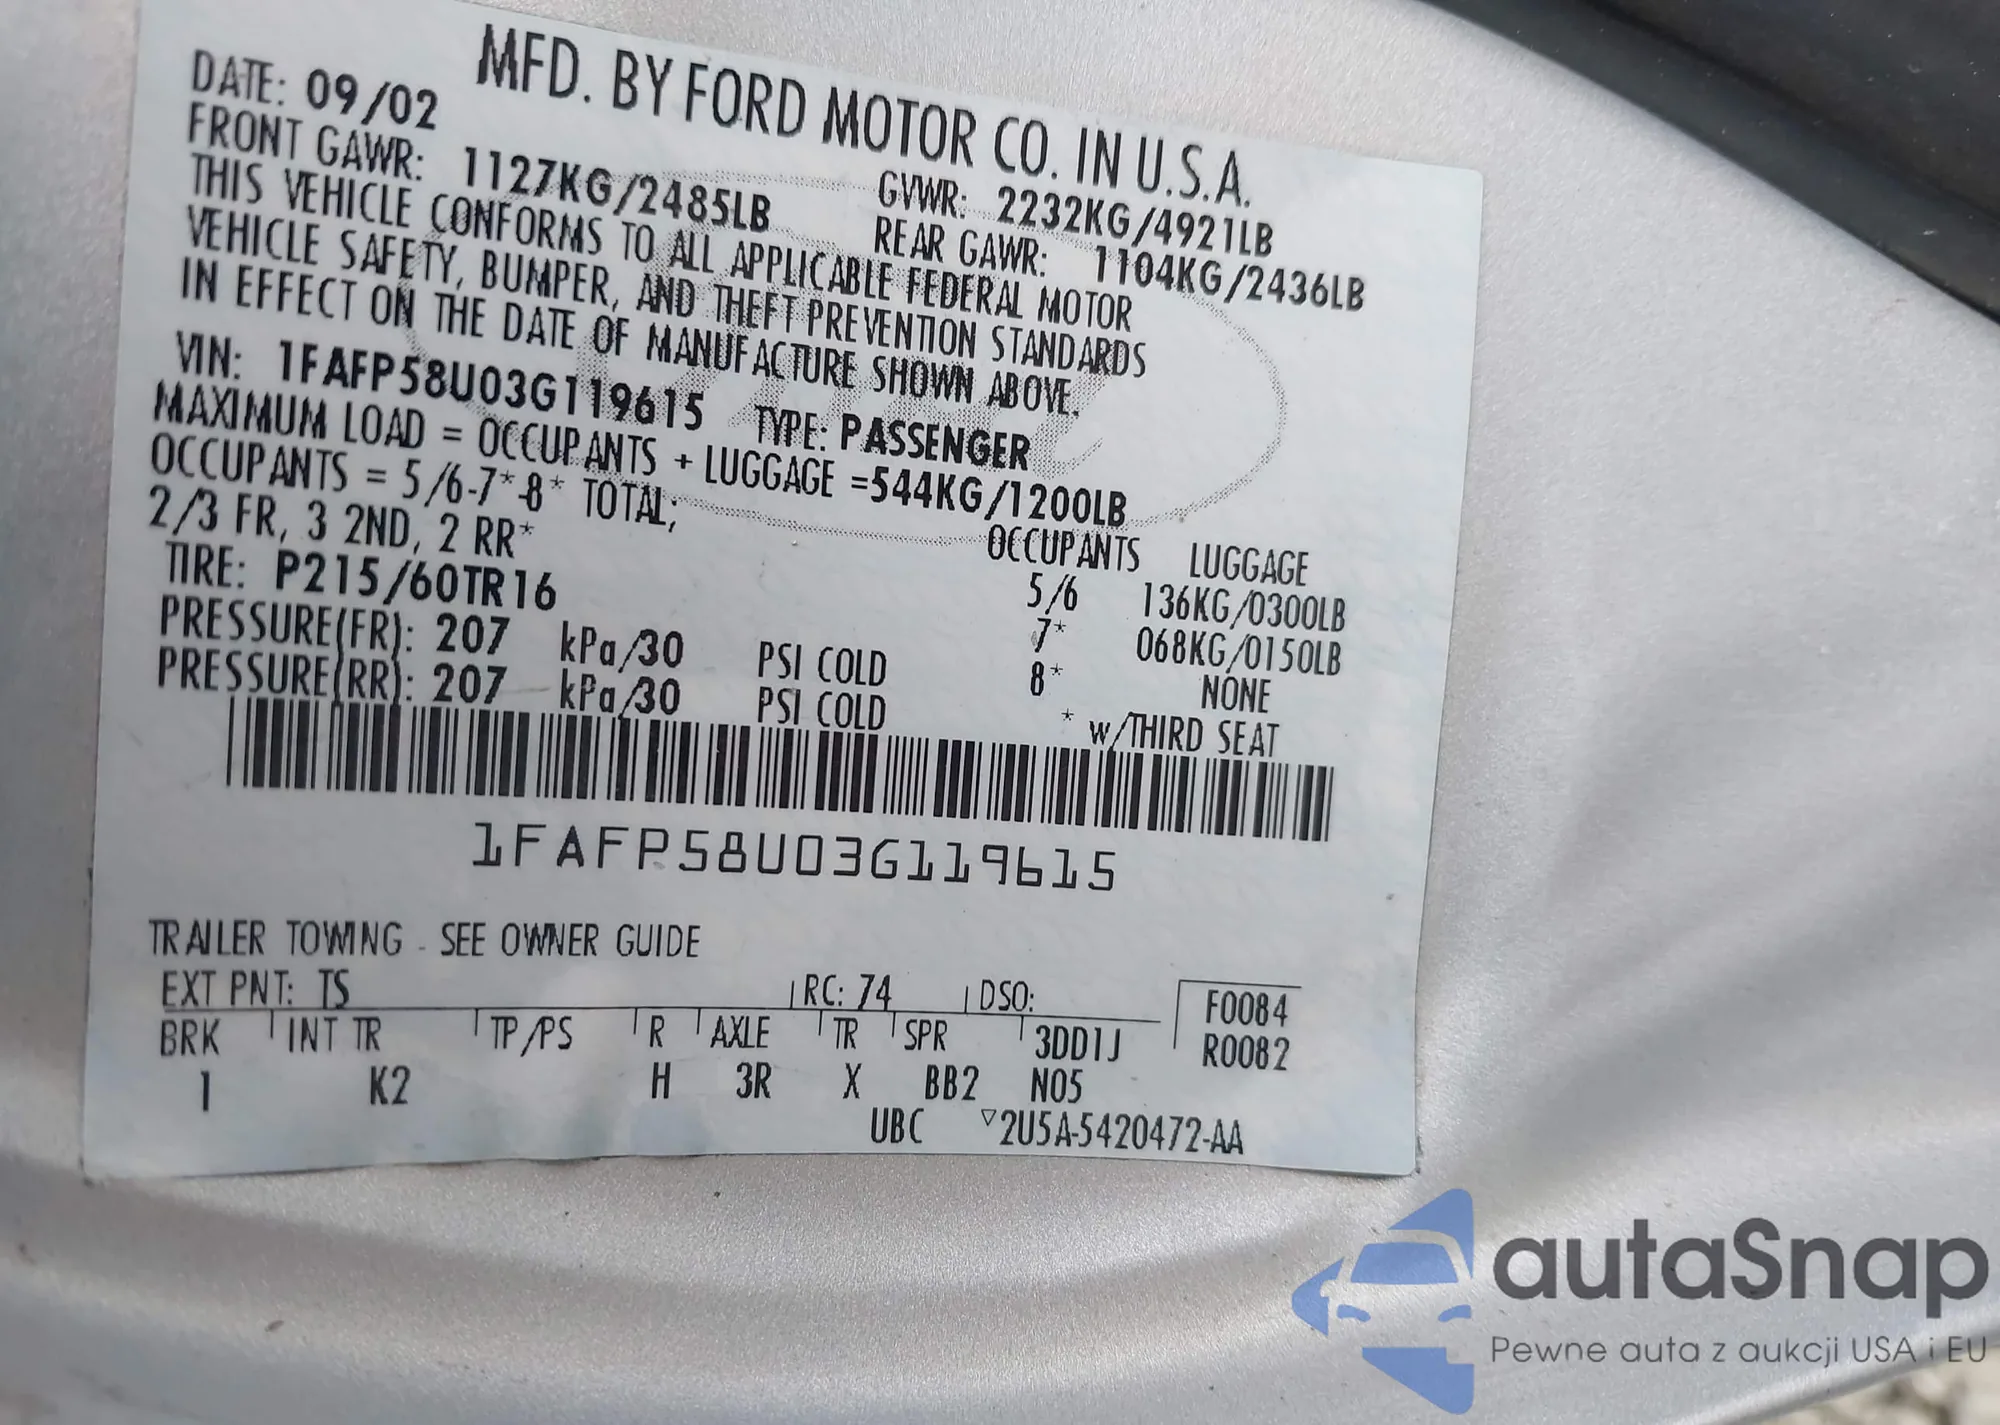 MFD. BY FORD MOTOR CO. IN U.S.A.
DATE: 09/02 GVWR: 2232KG/4921LB
FRONT GAWR: 1127KG/2485LB REAR GAWR: 1104KG/2436LB
THIS VEHICLE CONFORMS TO ALL APPLICABLE FEDERAL MOTOR
VEHICLE SAFETY, BUMPER, AND THEFT PREVENTION STANDARDS
IN EFFECT ON THE DATE OF MANUFACTURE SHOWN ABOVE.
VIN: 1FAFP58U03G119615 TYPE: PASSENGER
MAXIMUM LOAD = OCCUPANTS + LUGGAGE =544KG/1200LB
OCCUPANTS = 5/6-7*-8* TOTAL; OCCUPANTS LUGGAGE
2/3 FR, 3 2ND, 2 RR* 5/6 136KG/0300LB
TIRE: P215/60TR16 7* 068KG/0150LB
PRESSURE(FR): 207 kPa/30 PSI COLD 8* NONE
PRESSURE(RR): 207 kPa/30 PSI COLD * w/THIRD SEAT
1FAFP58U03G119615
TRAILER TOWING - SEE OWNER GUIDE
EXT PNT: TS RC: 74 DSO: F0084
BRK INT TR TP/PS R AXLE TR SPR 3DD1J R0082
1 K2 H 3R X BB2 N05
UBC ▽2U5A-5420472-AA
autaSnap
Pewne auta z aukcji USA i EU